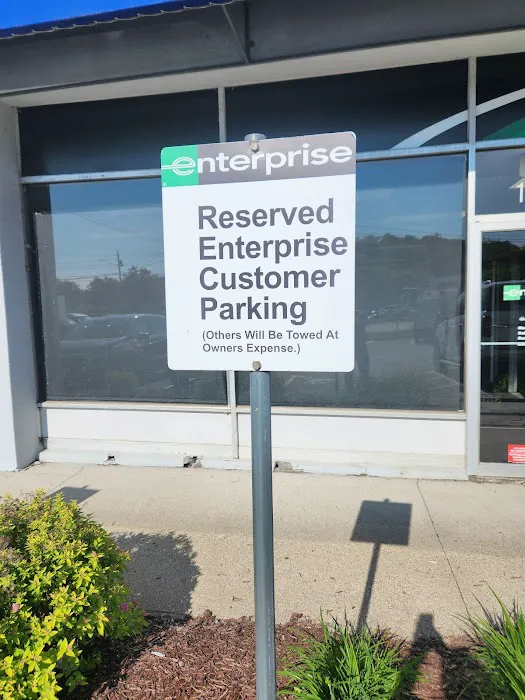 enterprise
Reserved
Enterprise
Customer
Parking
(Others Will Be Towed At
Owners Expense.)